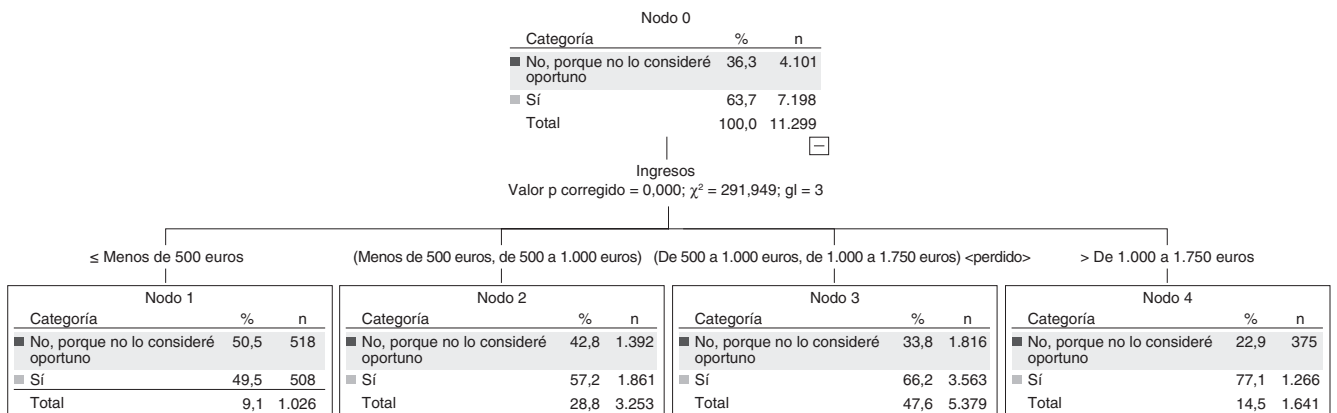 Nodo 0
Categoría % n
No, porque no lo consideré 36,3 4.101
oportuno
Sí 63,7 7.198
Total 100,0 11.299
Ingresos
Valor p corregido = 0,000; χ² = 291,949; gl = 3
≤ Menos de 500 euros (Menos de 500 euros, de 500 a 1.000 euros) (De 500 a 1.000 euros, de 1.000 a 1.750 euros) <perdido> > De 1.000 a 1.750 euros
Nodo 1
Categoría % n
No, porque no lo consideré 50,5 518
oportuno
Sí 49,5 508
Total 9,1 1.026
Nodo 2
Categoría % n
No, porque no lo consideré 42,8 1.392
oportuno
Sí 57,2 1.861
Total 28,8 3.253
Nodo 3
Categoría % n
No, porque no lo consideré 33,8 1.816
oportuno
Sí 66,2 3.563
Total 47,6 5.379
Nodo 4
Categoría % n
No, porque no lo consideré 22,9 375
oportuno
Sí 77,1 1.266
Total 14,5 1.641